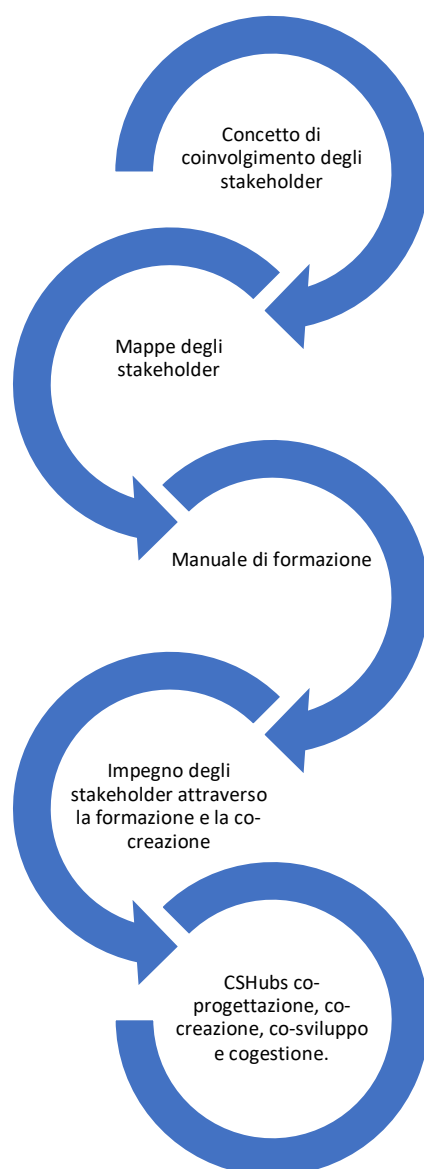 Concetto di
coinvolgimento degli
stakeholder
Mappe degli
stakeholder
Manuale di formazione
Impegno degli
stakeholder attraverso
la formazione e la co-
creazione
CSHubs co-
progettazione, co-
creazione, co-sviluppo
e cogestione.